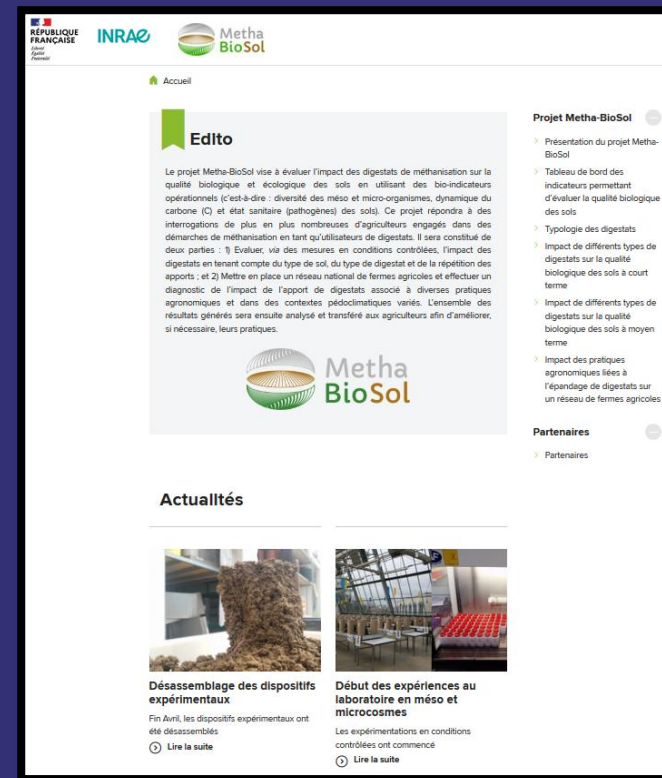 RÉPUBLIQUE
FRANÇAISE
Liberté
Égalité
Fraternité
INRAE
Metha
BioSol
Accueil
Edito
Le projet Metha-BioSol vise à évaluer l'impact des digestats de méthanisation sur la
qualité biologique et écologique des sols en utilisant des bio-indicateurs
opérationnels (c'est-à-dire : diversité des méso et micro-organismes, dynamique du
carbone (C) et état sanitaire (pathogènes) des sols). Ce projet répondra à des
interrogations de plus en plus nombreuses d'agriculteurs engagés dans des
démarches de méthanisation en tant qu'utilisateurs de digestats. Il sera constitué de
deux parties : 1) Evaluer, via des mesures en conditions contrôlées, l'impact des
digestats en tenant compte du type de sol, du type de digestat et de la répétition des
apports ; et 2) Mettre en place un réseau national de fermes agricoles et effectuer un
diagnostic de l'impact de l'apport de digestats associé à diverses pratiques
agronomiques et dans des contextes pédoclimatiques variés. L'ensemble des
résultats générés sera ensuite analysé et transféré aux agriculteurs afin d'améliorer,
si nécessaire, leurs pratiques.
Metha
BioSol
Projet Metha-BioSol
Présentation du projet Metha-
BioSol
Tableau de bord des
indicateurs permettant
d'évaluer la qualité biologique
des sols
Typologie des digestats
Impact de différents types de
digestats sur la qualité
biologique des sols à court
terme
Impact de différents types de
digestats sur la qualité
biologique des sols à moyen
terme
Impact des pratiques
agronomiques liées à
l'épandage de digestats sur
un réseau de fermes agricoles
Partenaires
Partenaires
Actualités
Désassemblage des dispositifs
expérimentaux
Fin Avril, les dispositifs expérimentaux ont
été désassemblés
Lire la suite
Début des expériences au
laboratoire en méso et
microcosmes
Les expérimentations en conditions
contrôlées ont commencé
Lire la suite